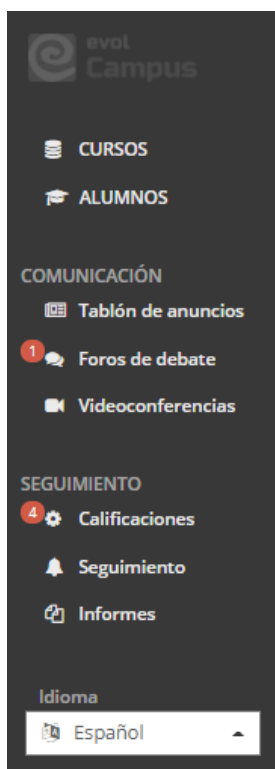 evol
Campus
CURSOS
ALUMNOS
COMUNICACIÓN
Tablón de anuncios
1
Foros de debate
Videoconferencias
SEGUIMIENTO
4
Calificaciones
Seguimiento
Informes
Idioma
Español